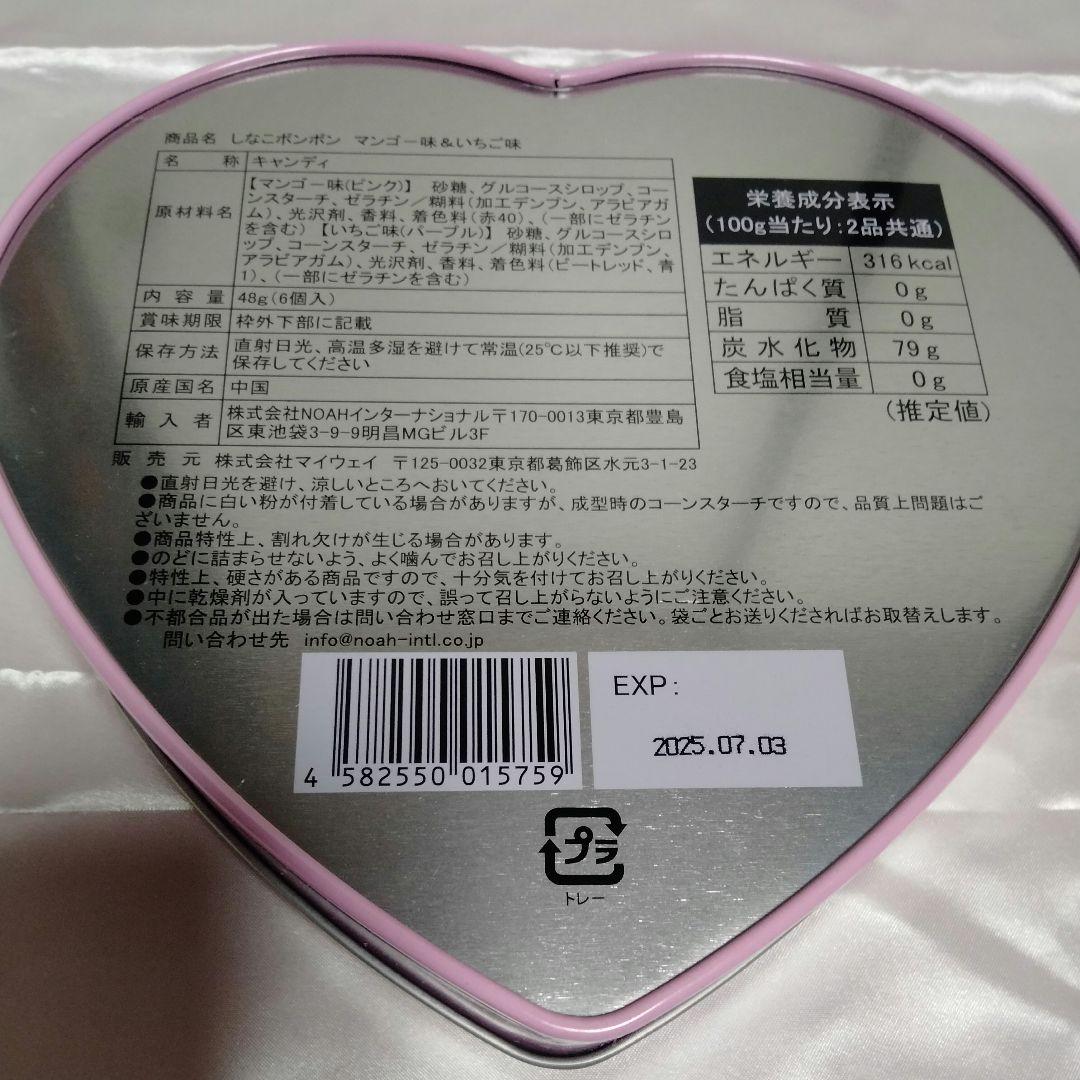 商品名 しなこボンボン マンゴー味＆いちご味
名 称 キャンディ
原材料名
【マンゴー味(ピンク)】 砂糖、グルコースシロップ、コー
ンスターチ、ゼラチン／糊料(加工デンプン、アラビアガ
ム)、光沢剤、香料、着色料(赤40)、(一部にゼラチン
を含む) 【いちご味(パープル)】 砂糖、グルコースシロ
ップ、コーンスターチ、ゼラチン／糊料(加工デンプン、
アラビアガム)、光沢剤、香料、着色料(ビートレッド、青
1)、(一部にゼラチンを含む)
内 容 量 48g(6個入)
賞味期限 枠外下部に記載
保存方法 直射日光、高温多湿を避けて常温(25℃以下推奨)で
保存してください
原産国名 中国
輸 入 者 株式会社NOAHインターナショナル〒170-0013東京都豊島
区東池袋3-9-9明昌MGビル3F
販 売 元 株式会社マイウェイ 〒125-0032東京都葛飾区水元3-1-23
栄養成分表示
(100g当たり:2品共通)
エネルギー 316kcal
たんぱく質 0g
脂 質 0g
炭水化物 79g
食塩相当量 0g
(推定値)
●直射日光を避け、涼しいところへおいてください。
●商品に白い粉が付着している場合がありますが、成型時のコーンスターチですので、品質上問題はご
ざいません。
●商品特性上、割れ欠けが生じる場合があります。
●のどに詰まらせないよう、よく噛んでお召し上がりください。
●特性上、硬さがある商品ですので、十分気を付けてお召し上がりください。
●中に乾燥剤が入っていますので、誤って召し上がらないようにご注意ください。
●不都合品が出た場合は問い合わせ窓口までご連絡ください。袋ごとお送りくださればお取替えします。
問い合わせ先 info@noah-intl.co.jp
4 582550 015759
EXP:
2025.07.03
プラ
トレー